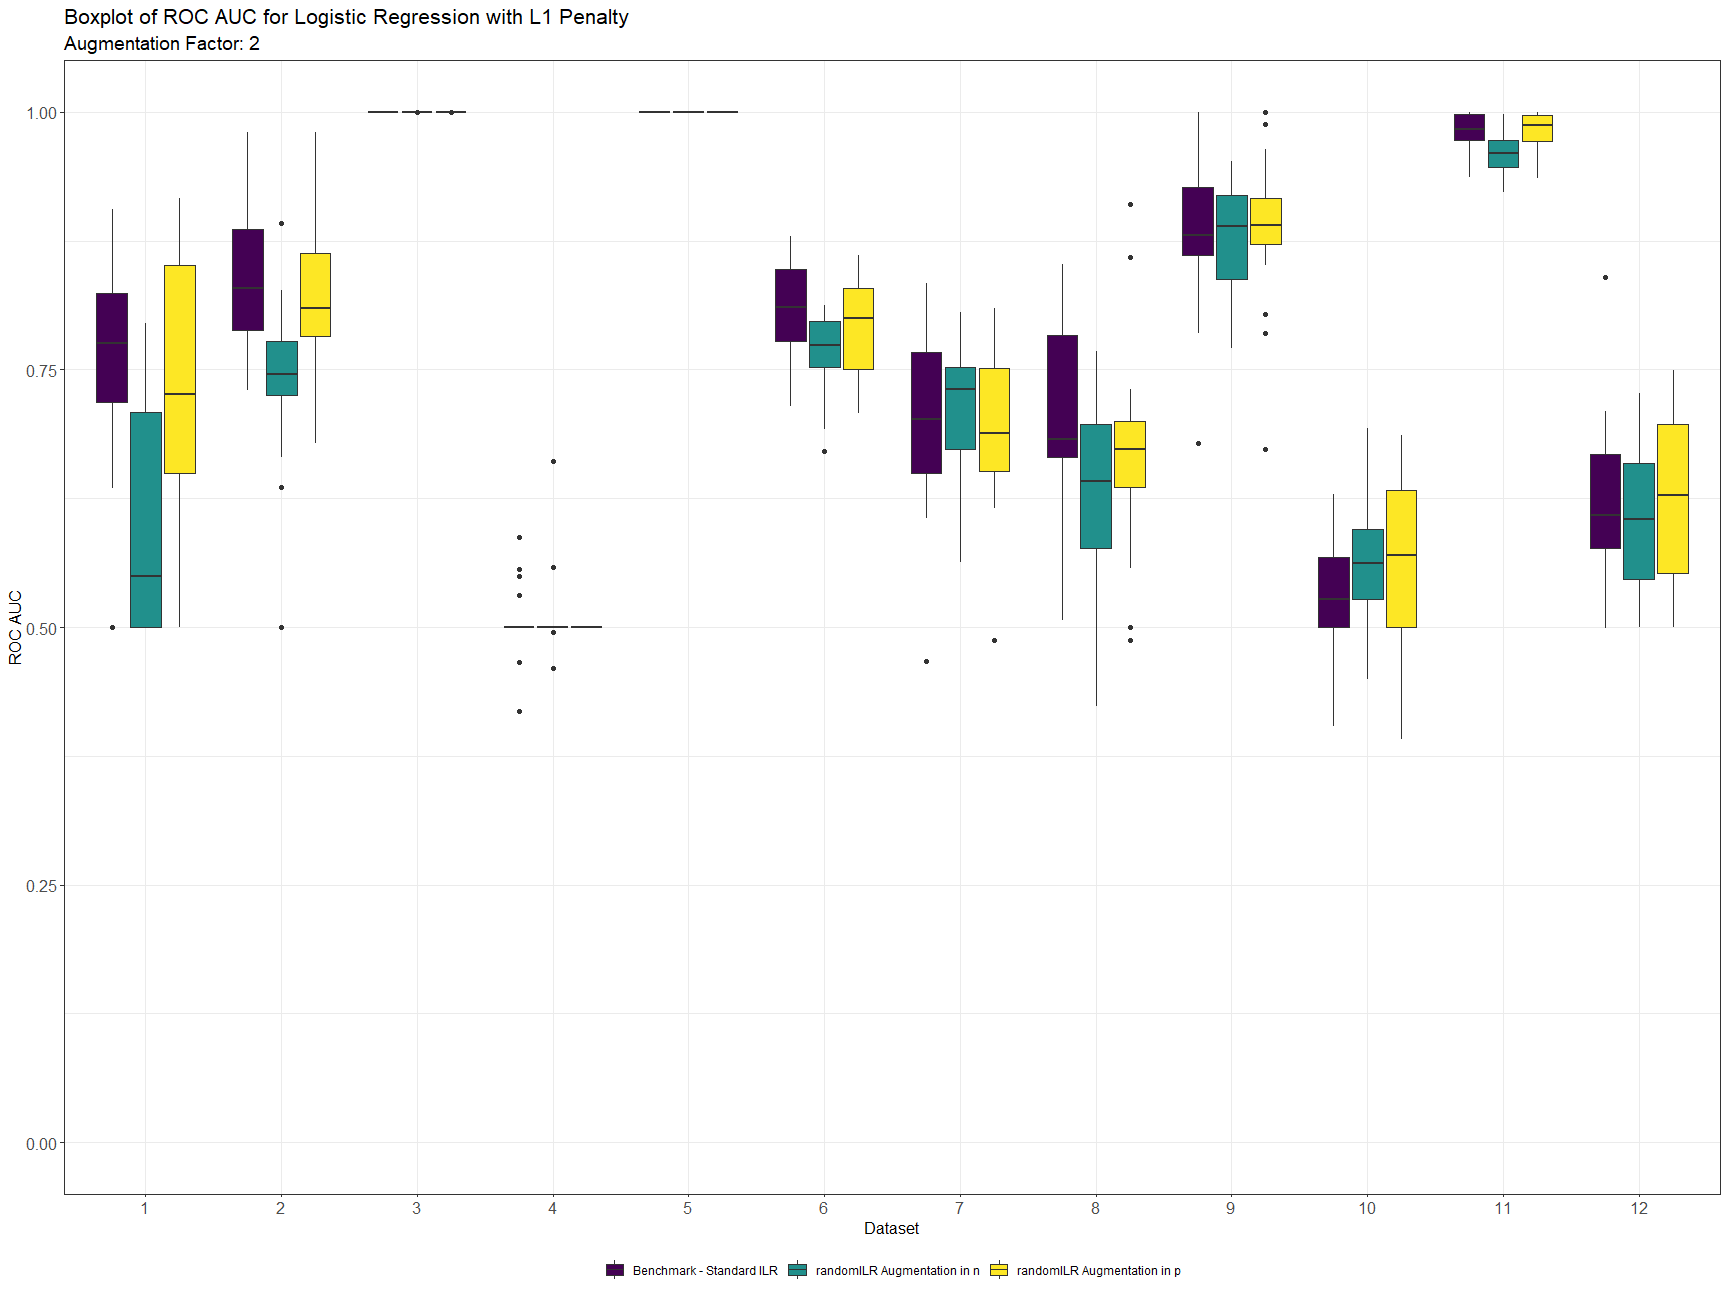 Boxplot of ROC AUC for Logistic Regression with L1 Penalty
Augmentation Factor: 2
ROC AUC
1.00
0.75
0.50
0.25
0.00
1 2 3 4 5 6 7 8 9 10 11 12
Dataset
Benchmark - Standard ILR randomILR Augmentation in n randomILR Augmentation in p